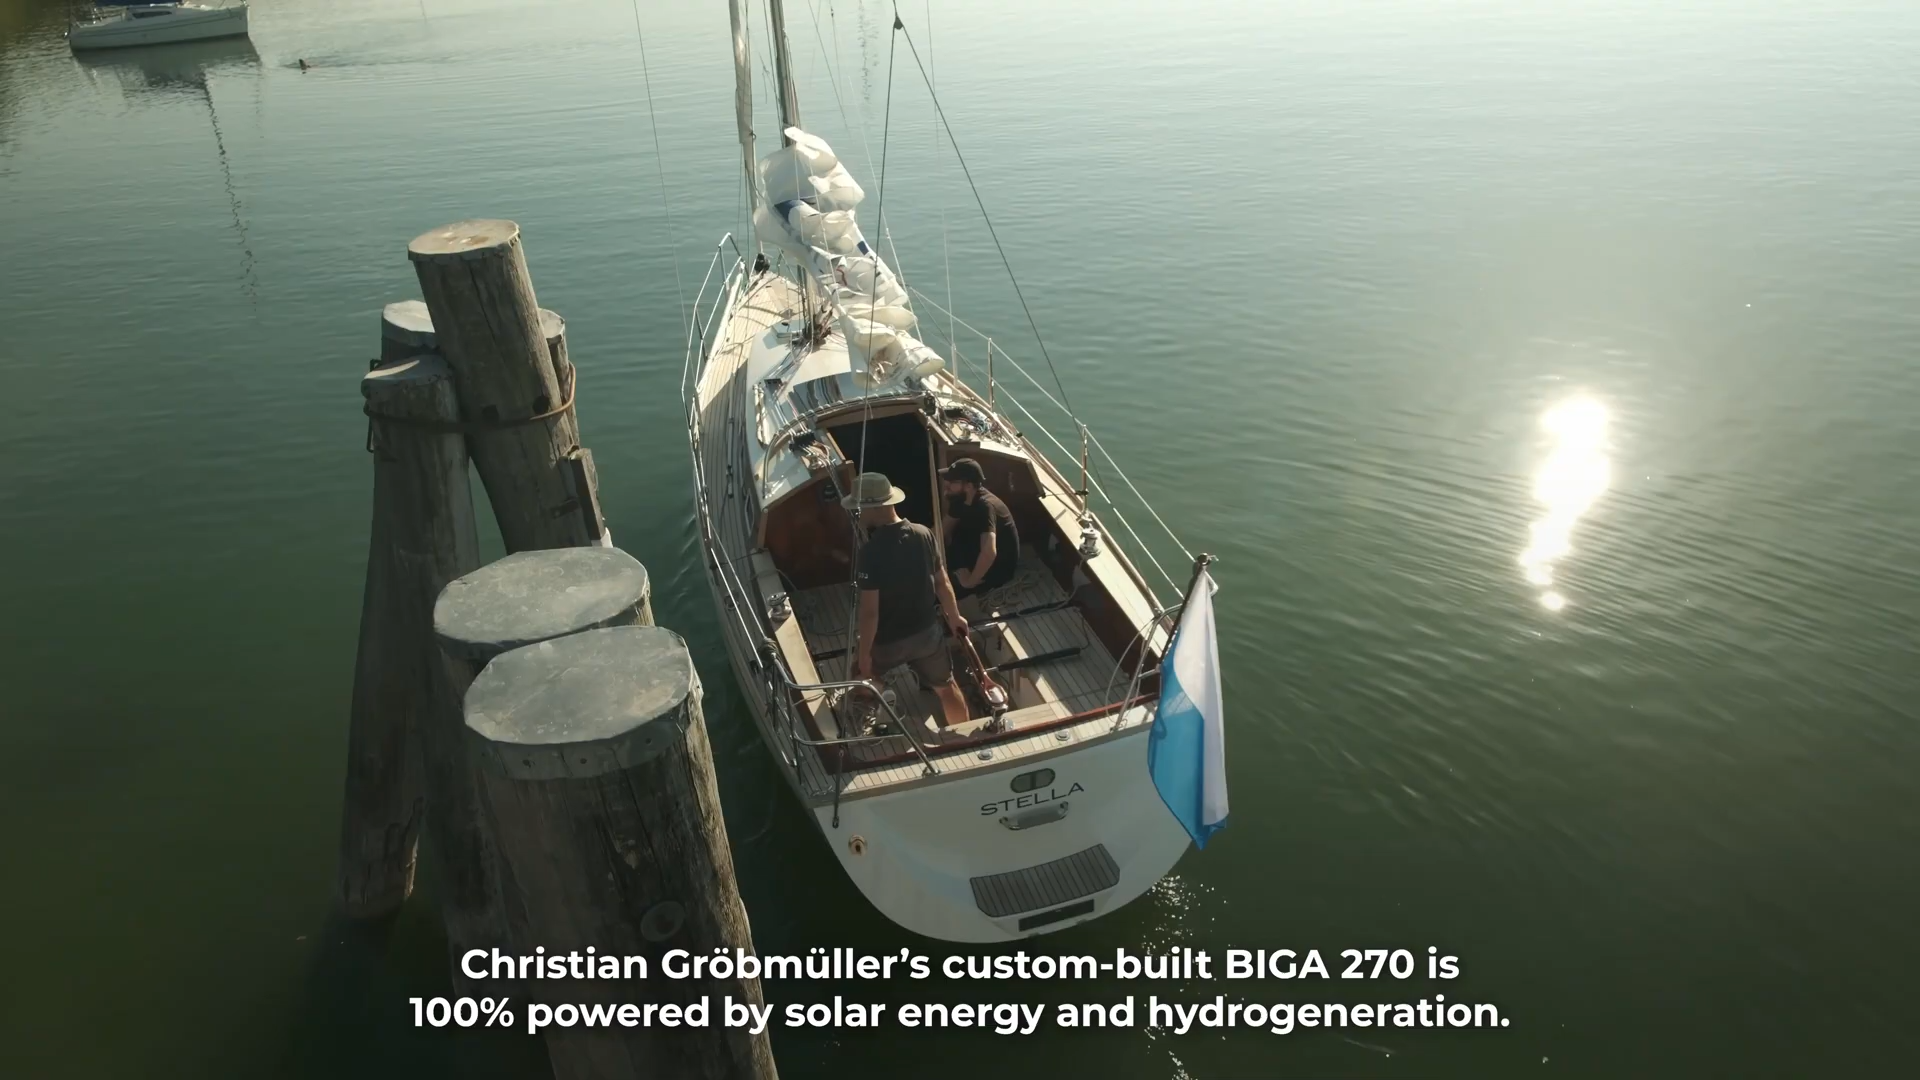 STELLA
Christian Gröbmüller’s custom-built BIGA 270 is
100% powered by solar energy and hydrogeneration.